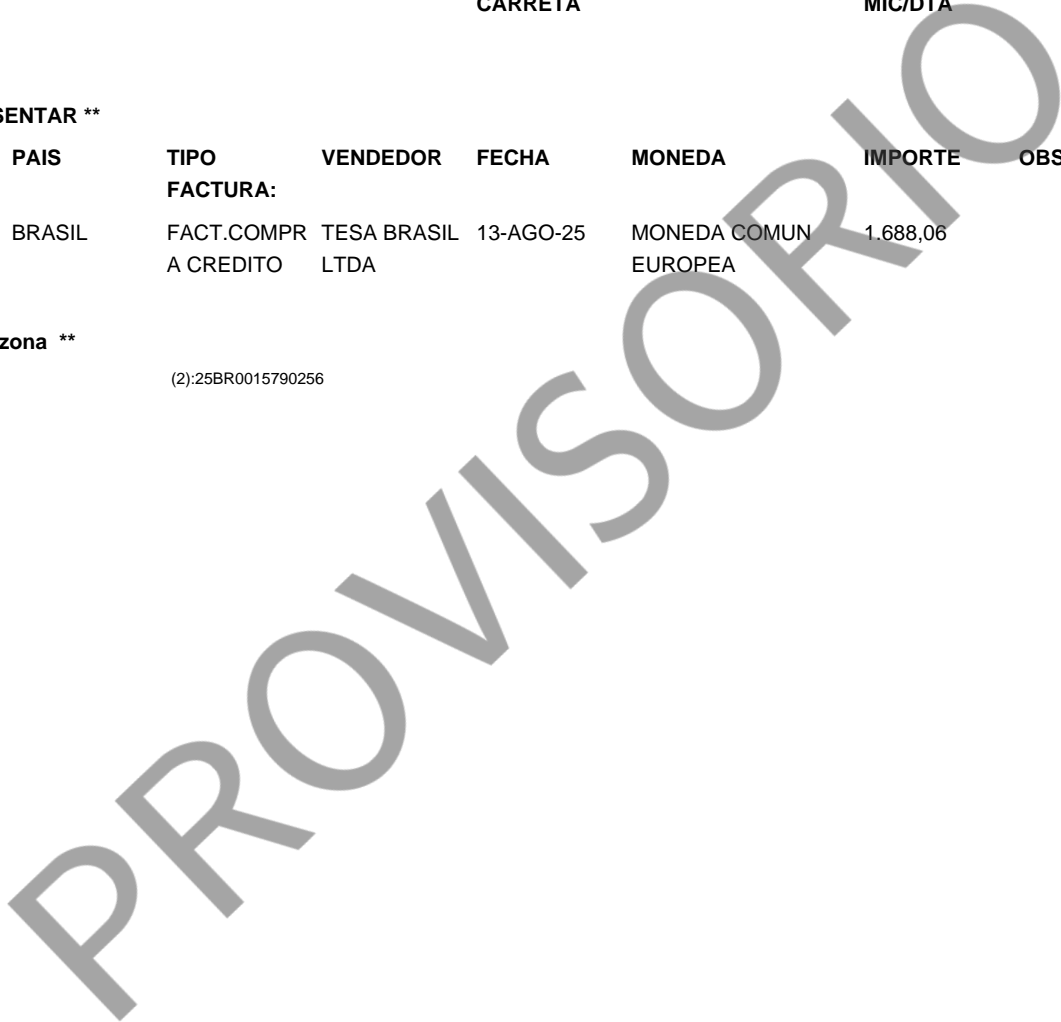 CARRETA MIC/DTA
SENTAR **
PAIS TIPO VENDEDOR FECHA MONEDA IMPORTE OBS
FACTURA:
BRASIL FACT.COMPR TESA BRASIL 13-AGO-25 MONEDA COMUN 1.688,06
A CREDITO LTDA EUROPEA
zona **
(2):25BR0015790256
PROVISORIO